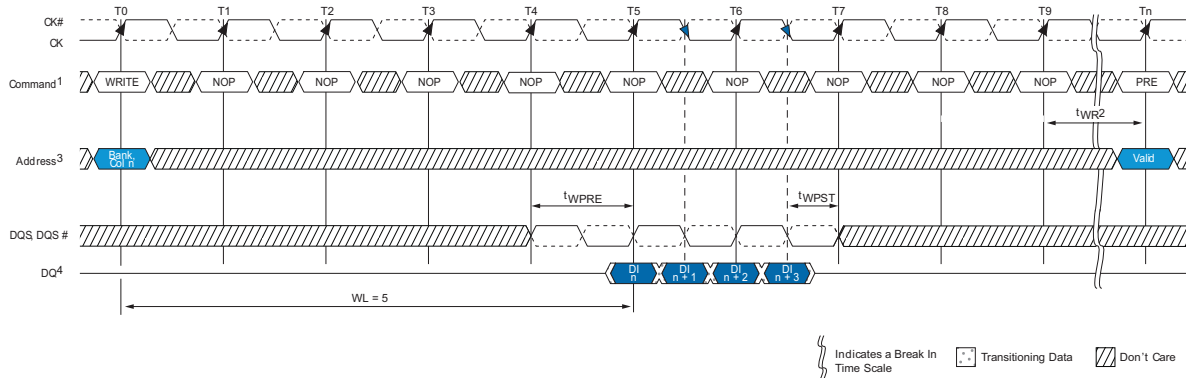 T0 T1 T2 T3 T4 T5 T6 T7 T8 T9 Tn
CK#
CK
Command1 WRITE NOP NOP NOP NOP NOP NOP NOP NOP NOP PRE
tWR2
Address3 Bank, Col n Valid
tWPRE tWPST
DQS, DQS #
DQ4 DI n DI n + 1 DI n + 2 DI n + 3
WL = 5
Indicates a Break In
Time Scale
Transitioning Data
Don't Care